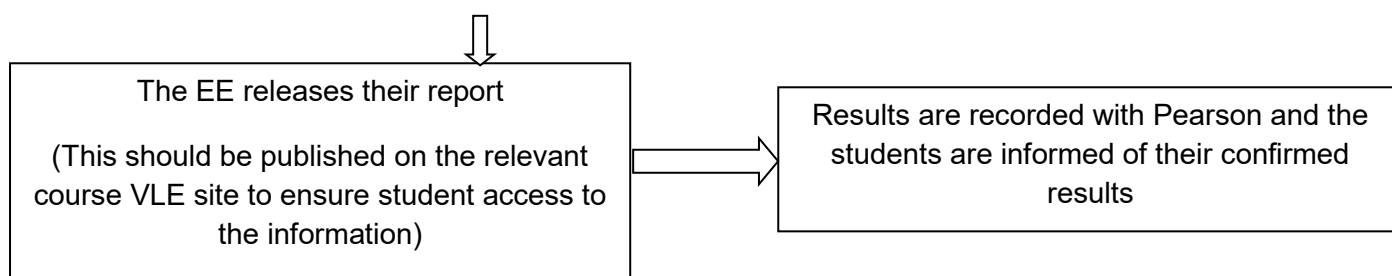 The EE releases their report
(This should be published on the relevant
course VLE site to ensure student access to
the information)
Results are recorded with Pearson and the
students are informed of their confirmed
results